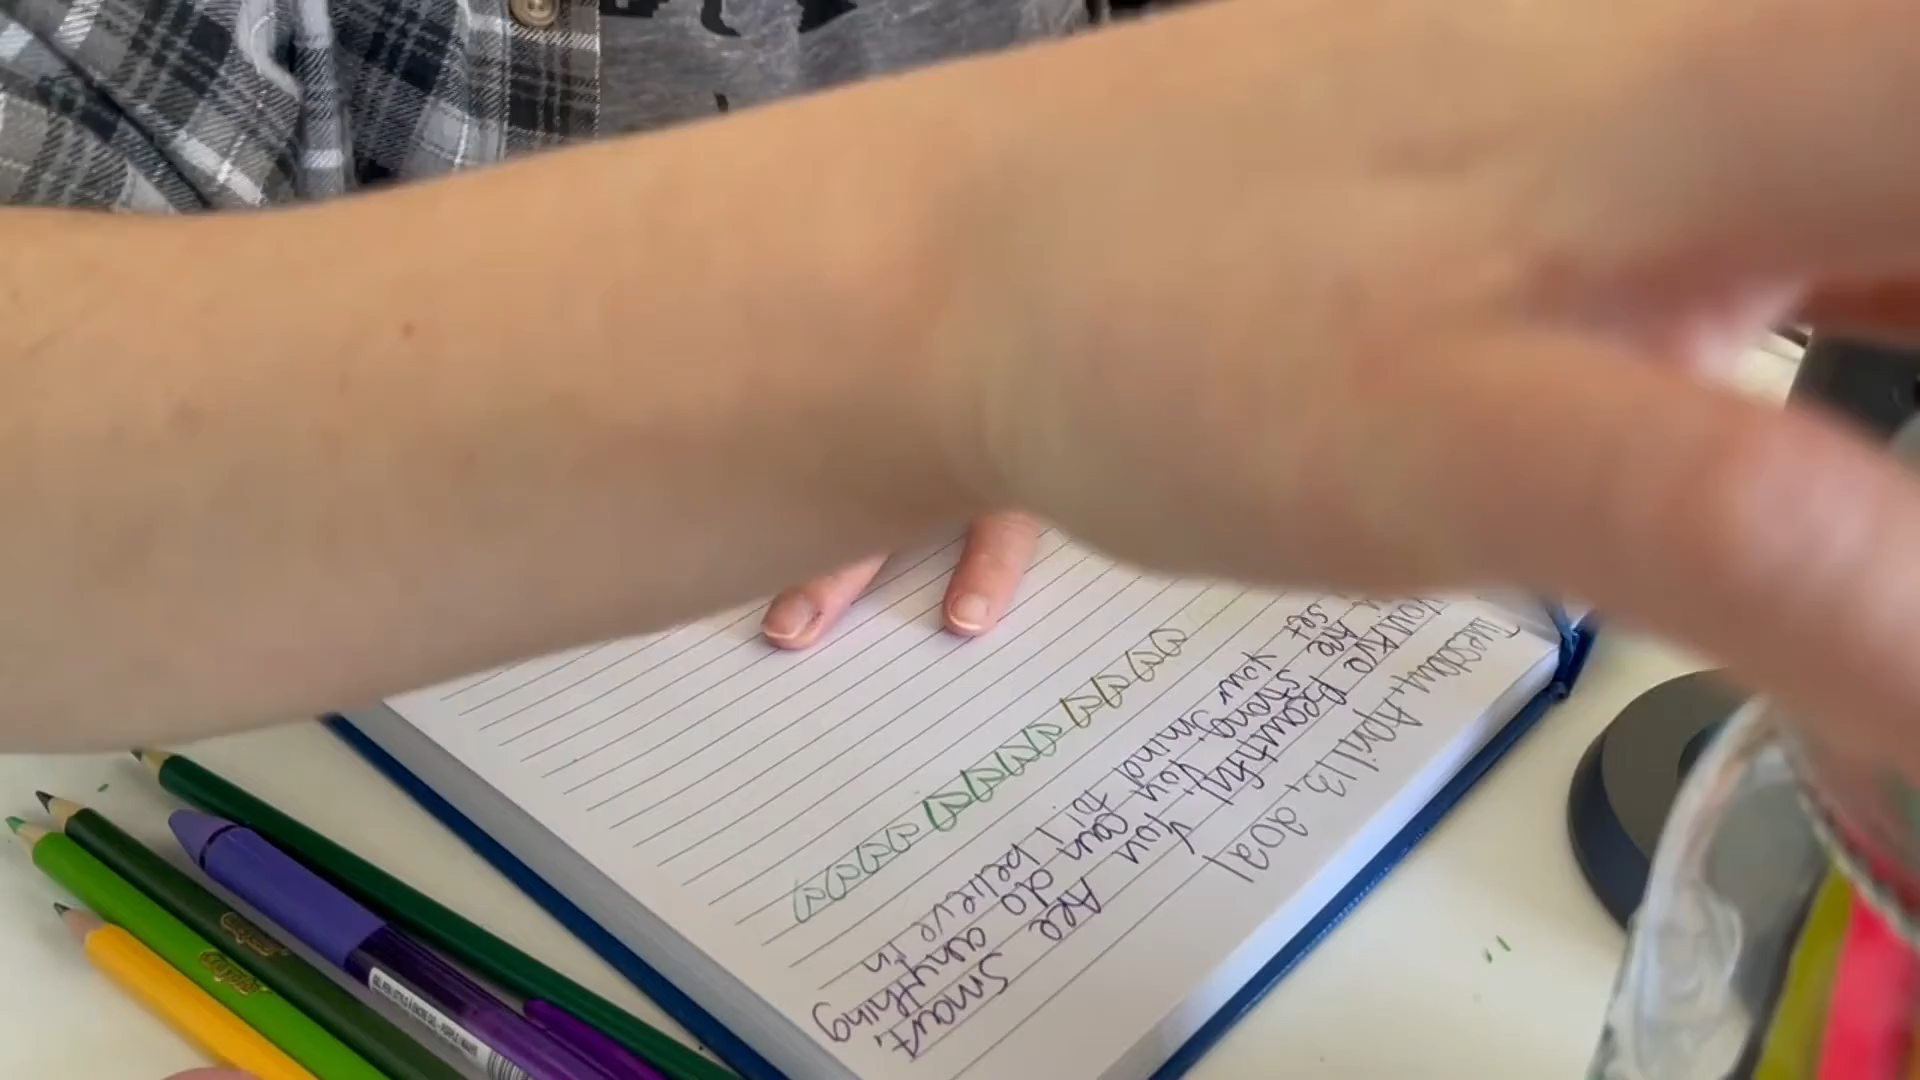 Tuesday, April 13, 2021
You are beautiful. You are smart.
are strong. You can do anything
set your mind to! I believe in